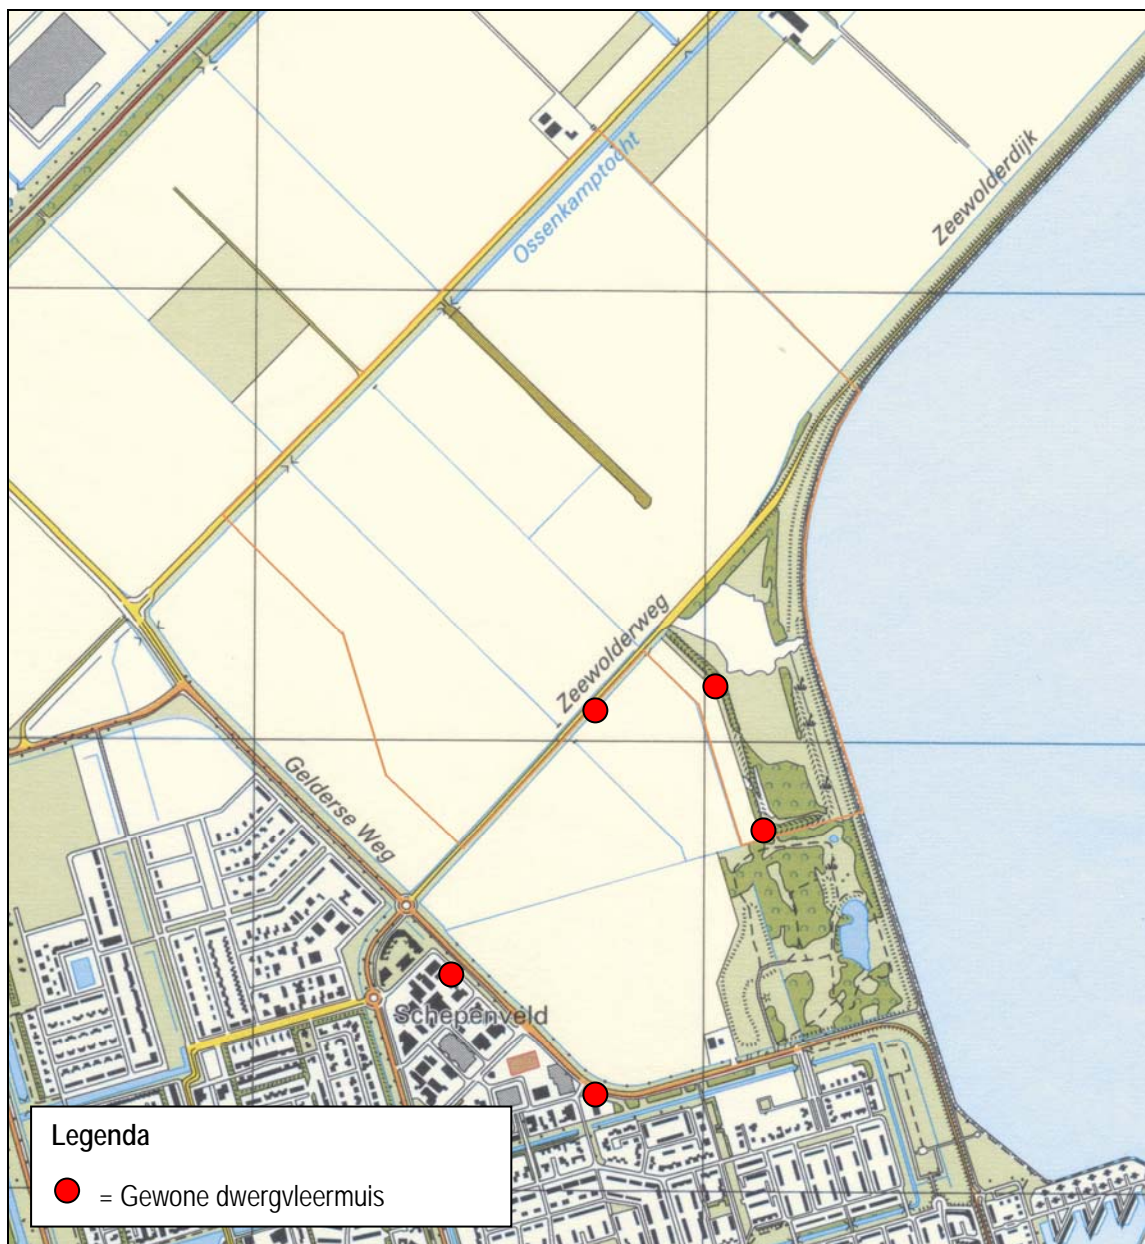 Ossenkamptocht
Zeewolderdijk
Zeewolderweg
Gelderse Weg
Schepenveld
Legenda
= Gewone dwergvleermuis